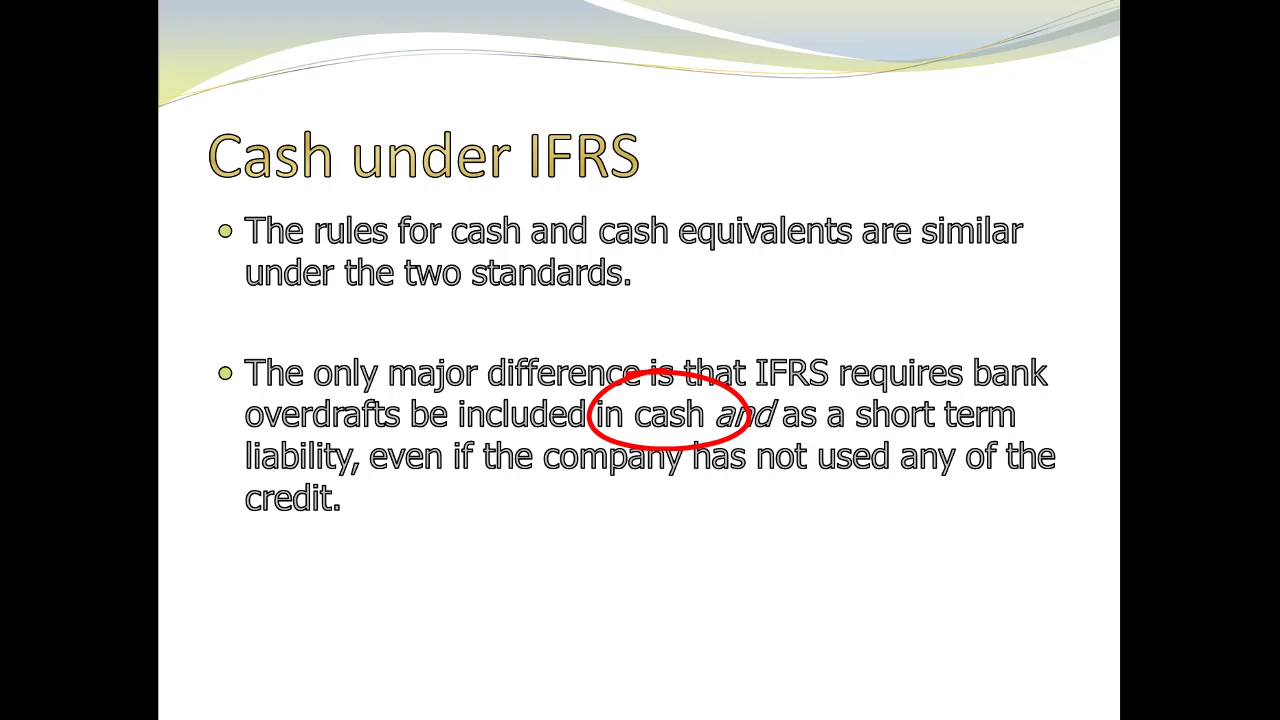 Cash under IFRS
The rules for cash and cash equivalents are similar
under the two standards.
The only major difference is that IFRS requires bank
overdrafts be included in cash and as a short term
liability, even if the company has not used any of the
credit.